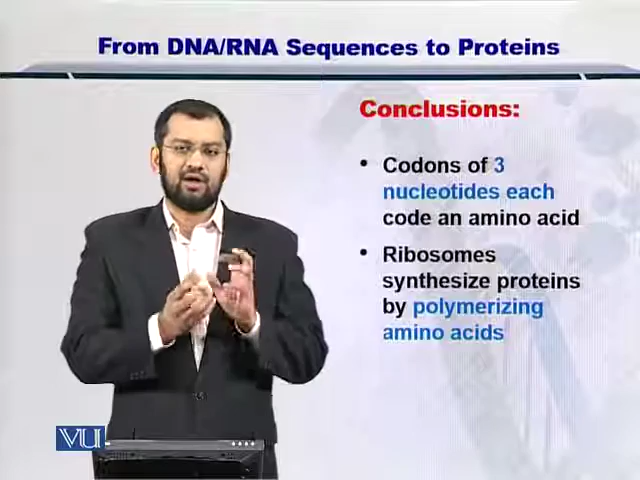 From DNA/RNA Sequences to Proteins
Conclusions:
• Codons of 3
nucleotides each
code an amino acid
• Ribosomes
synthesize proteins
by polymerizing
amino acids
VU